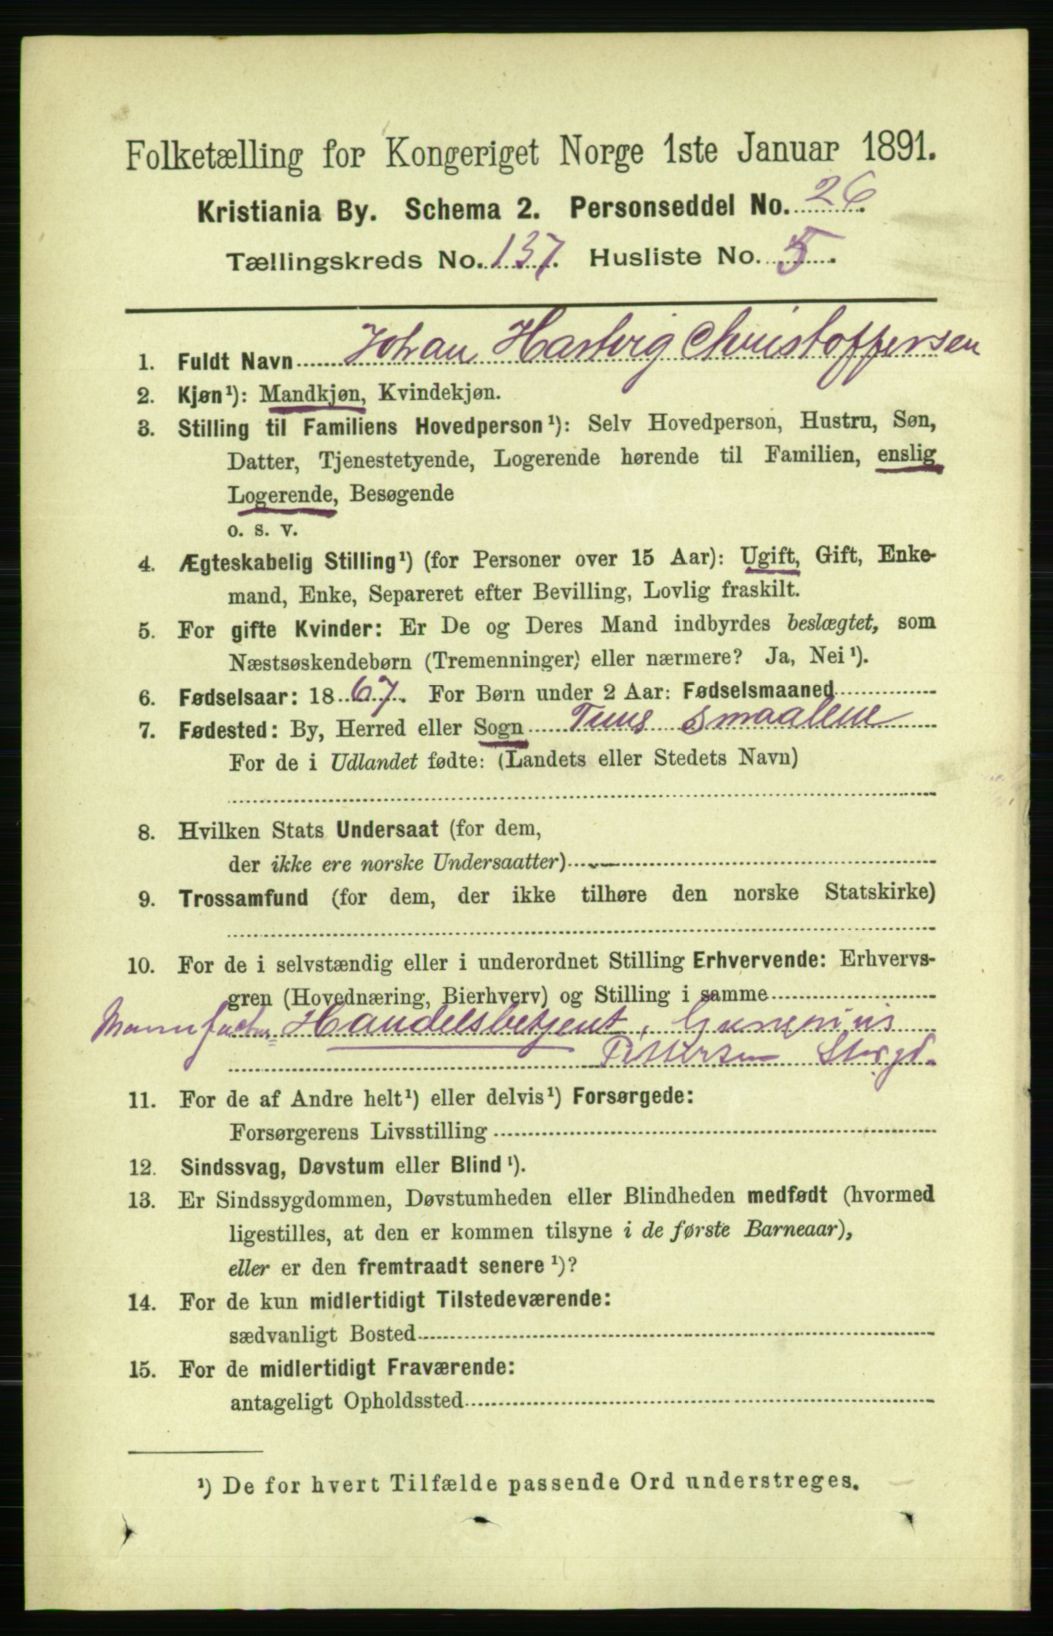 Folketælling for Kongeriget Norge 1ste Januar 1891.
Kristiania By. Schema 2. Personseddel No. 26.
Tællingskreds No. 137. Husliste No. 5.
1. Fuldt Navn Johan Hartvig Christoffersen
2. Kjøn¹): Mandkjøn, Kvindekjøn.
3. Stilling til Familiens Hovedperson¹): Selv Hovedperson, Hustru, Søn,
Datter, Tjenestetyende, Logerende hørende til Familien, enslig
Logerende, Besøgende
o. s. v.
4. Ægteskabelig Stilling¹) (for Personer over 15 Aar): Ugift, Gift, Enke-
mand, Enke, Separeret efter Bevilling, Lovlig fraskilt.
5. For gifte Kvinder: Er De og Deres Mand indbyrdes beslægtet, som
Næstsøskendebørn (Tremenninger) eller nærmere? Ja, Nei¹).
6. Fødselsaar: 1867. For Børn under 2 Aar: Fødselsmaaned
7. Fødested: By, Herred eller Sogn Tune Smaalene
For de i Udlandet fødte: (Landets eller Stedets Navn)
8. Hvilken Stats Undersaat (for dem,
der ikke ere norske Undersaatter)
9. Trossamfund (for dem, der ikke tilhøre den norske Statskirke)
10. For de i selvstændig eller i underordnet Stilling Erhvervende: Erhvervs-
gren (Hovednæring, Bierhverv) og Stilling i samme
Handelsbetjent,
Pettersen Storgd.
11. For de af Andre helt¹) eller delvis¹) Forsørgede:
Forsørgerens Livsstilling
12. Sindssvag, Døvstum eller Blind¹).
13. Er Sindssygdommen, Døvstumheden eller Blindheden medfødt (hvormed
ligestilles, at den er kommen tilsyne i de første Barneaar),
eller er den fremtraadt senere¹)?
14. For de kun midlertidigt Tilstedeværende:
sædvanligt Bosted
15. For de midlertidigt Fraværende:
antageligt Opholdssted
¹) De for hvert Tilfælde passende Ord understreges.